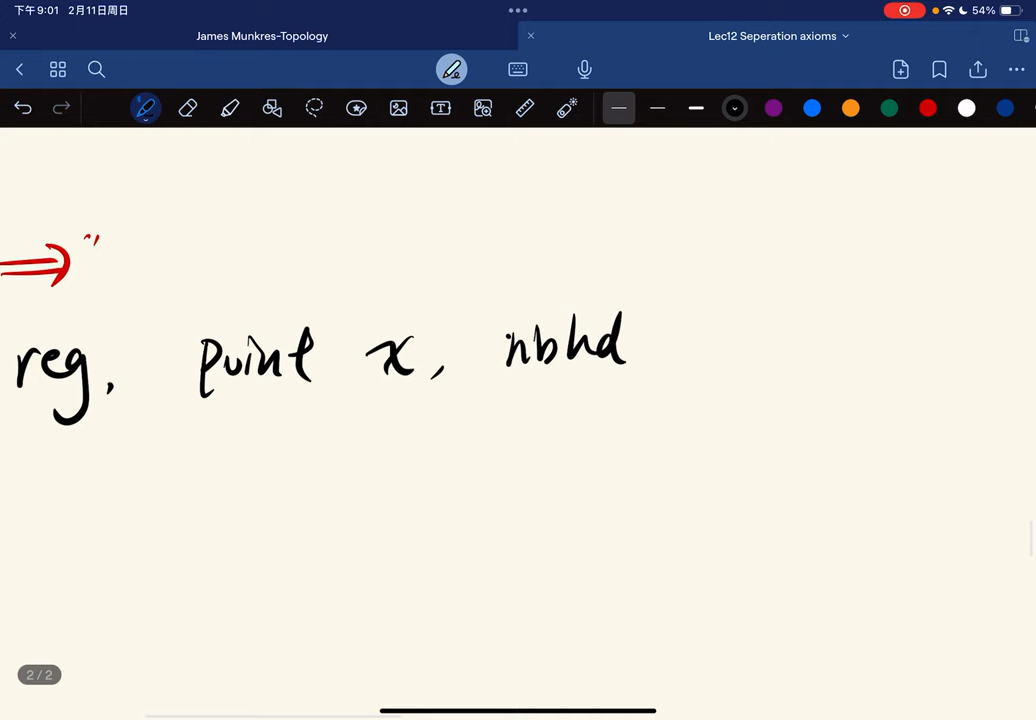 下午9:01 2月11日周日 54%
James Munkres-Topology Lec12 Seperation axioms
⇒ "
reg. point x, nbhd
2 / 2